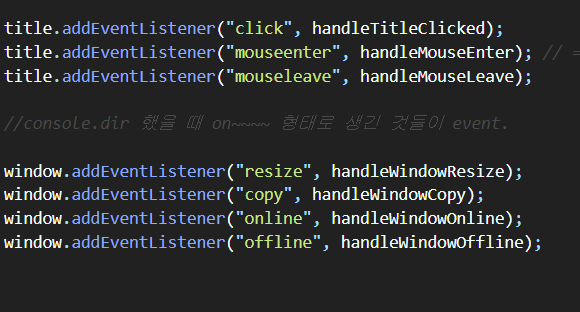 title.addEventListener("click", handleTitleClicked);
title.addEventListener("mouseenter", handleMouseEnter); // =
title.addEventListener("mouseleave", handleMouseLeave);
//console.dir 했을 때 on~~~~ 형태로 생긴 것들이 event.
window.addEventListener("resize", handleWindowResize);
window.addEventListener("copy", handleWindowCopy);
window.addEventListener("online", handleWindowOnline);
window.addEventListener("offline", handleWindowOffline);